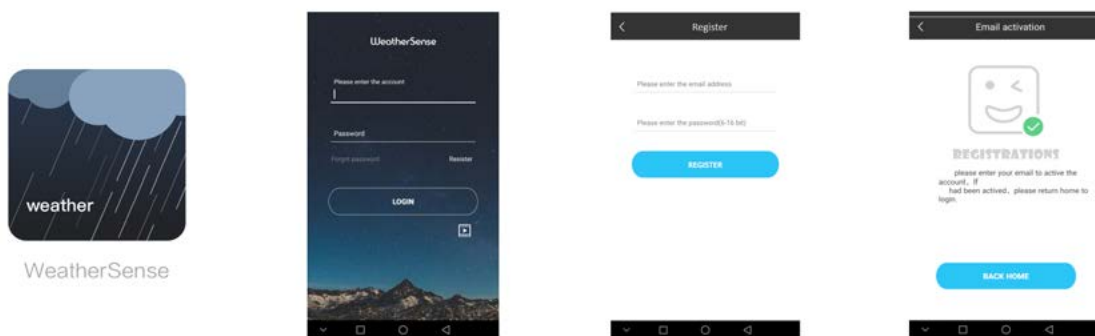 weather
WeatherSense
WeatherSense
Please enter the account
Password
Forgot password Register
LOGIN
Register
Please enter the email address
Please enter the password(6-16 bit)
REGISTER
Email activation
REGISTRATIONS
please enter your email to active the
account, if
had been actived, please return home to
login.
BACK HOME